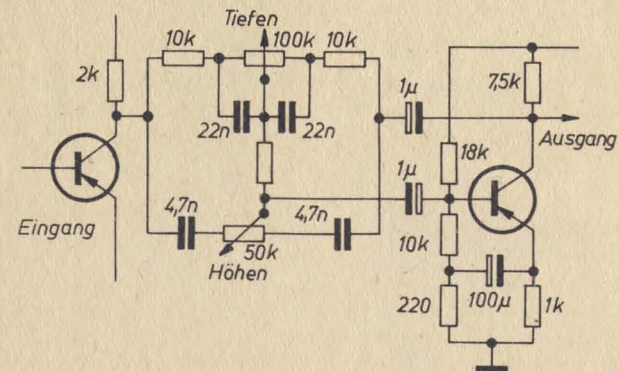 Tiefen
10k
100k
10k
2k
1µ
7,5k
22n
22n
Ausgang
18k
1µ
4,7n
4,7n
Eingang
10k
50k
Höhen
220
100µ
1k